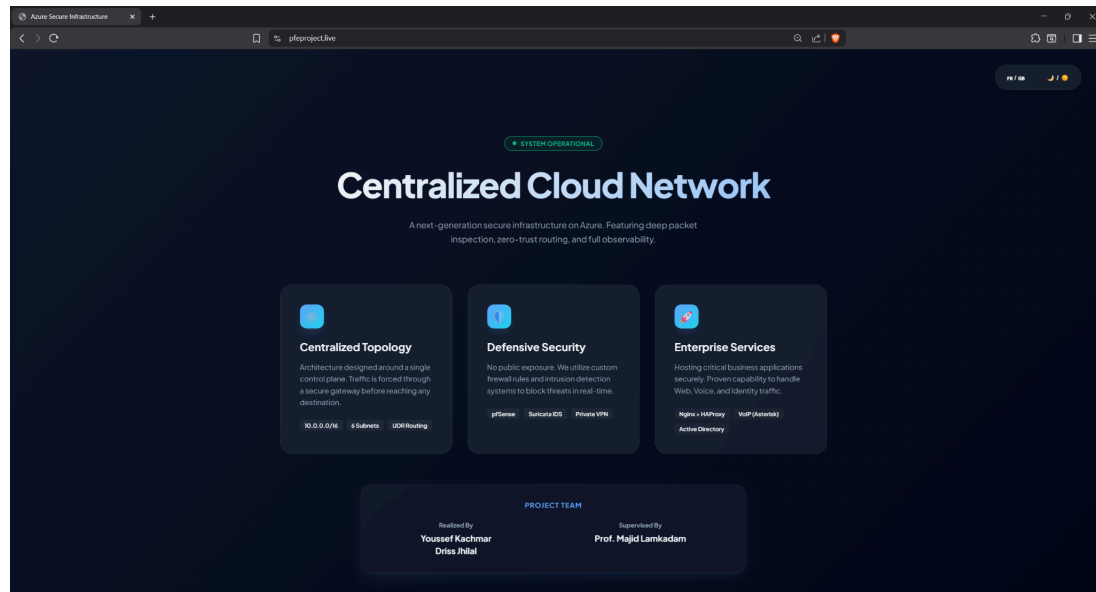 Azure Secure Infrastructure
pfeproject.live
FR / GB
/
SYSTEM OPERATIONAL
Centralized Cloud Network
A next-generation secure infrastructure on Azure. Featuring deep packet
inspection, zero-trust routing, and full observability.
Centralized Topology
Architecture designed around a single
control plane. Traffic is forced through
a secure gateway before reaching any
destination.
10.0.0.0/16 6 Subnets UDR Routing
Defensive Security
No public exposure. We utilize custom
firewall rules and intrusion detection
systems to block threats in real-time.
pfSense Suricata IDS Private VPN
Enterprise Services
Hosting critical business applications
securely. Proven capability to handle
Web, Voice, and Identity traffic.
Nginx + HAProxy VoIP (Asterisk)
Active Directory
PROJECT TEAM
Realized By
Youssef Kachmar
Driss Jhilal
Supervised By
Prof. Majid Lamkadam